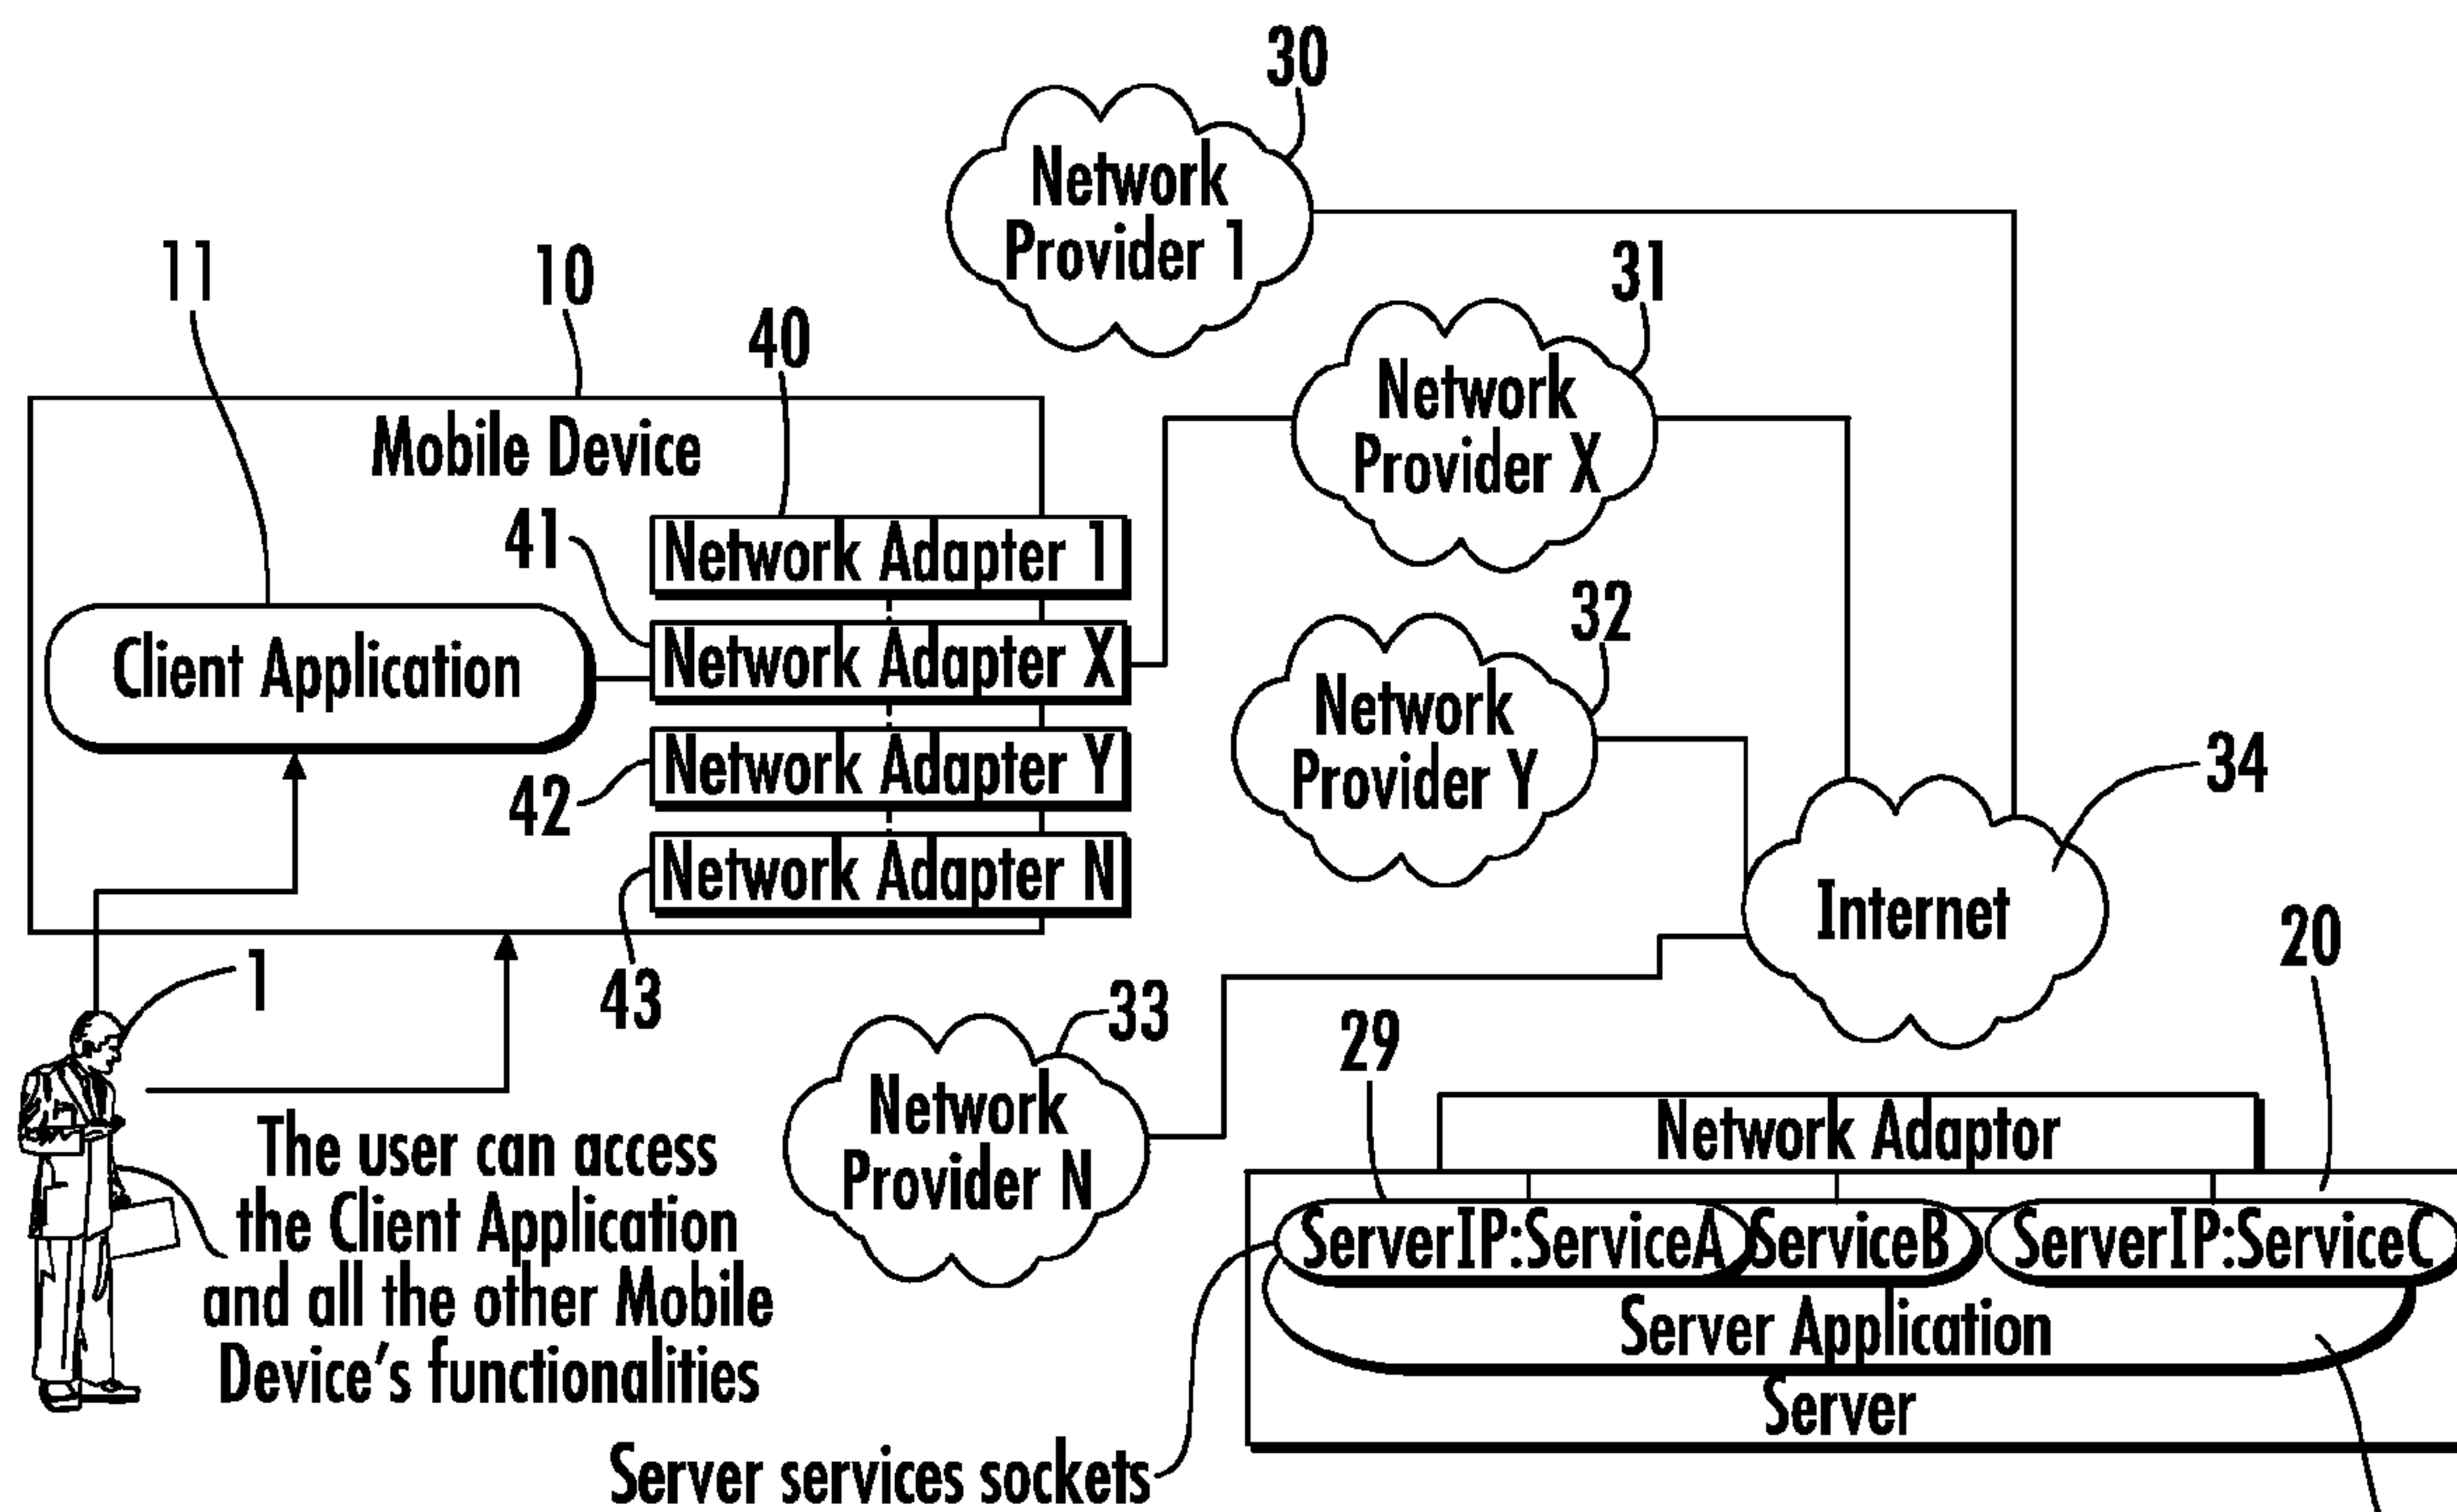 30
Network
Provider 1
11
10
31
40
Network
Provider X
Mobile Device
41
Network Adapter 1
32
Client Application
Network Adapter X
Network
Provider Y
42
Network Adapter Y
34
Network Adapter N
Internet
20
1
43
33
29
Network
Provider N
Network Adaptor
The user can access
the Client Application
and all the other Mobile
Device's functionalities
ServerIP:ServiceA
ServiceB
ServerIP:ServiceC
Server Application
Server
Server services sockets